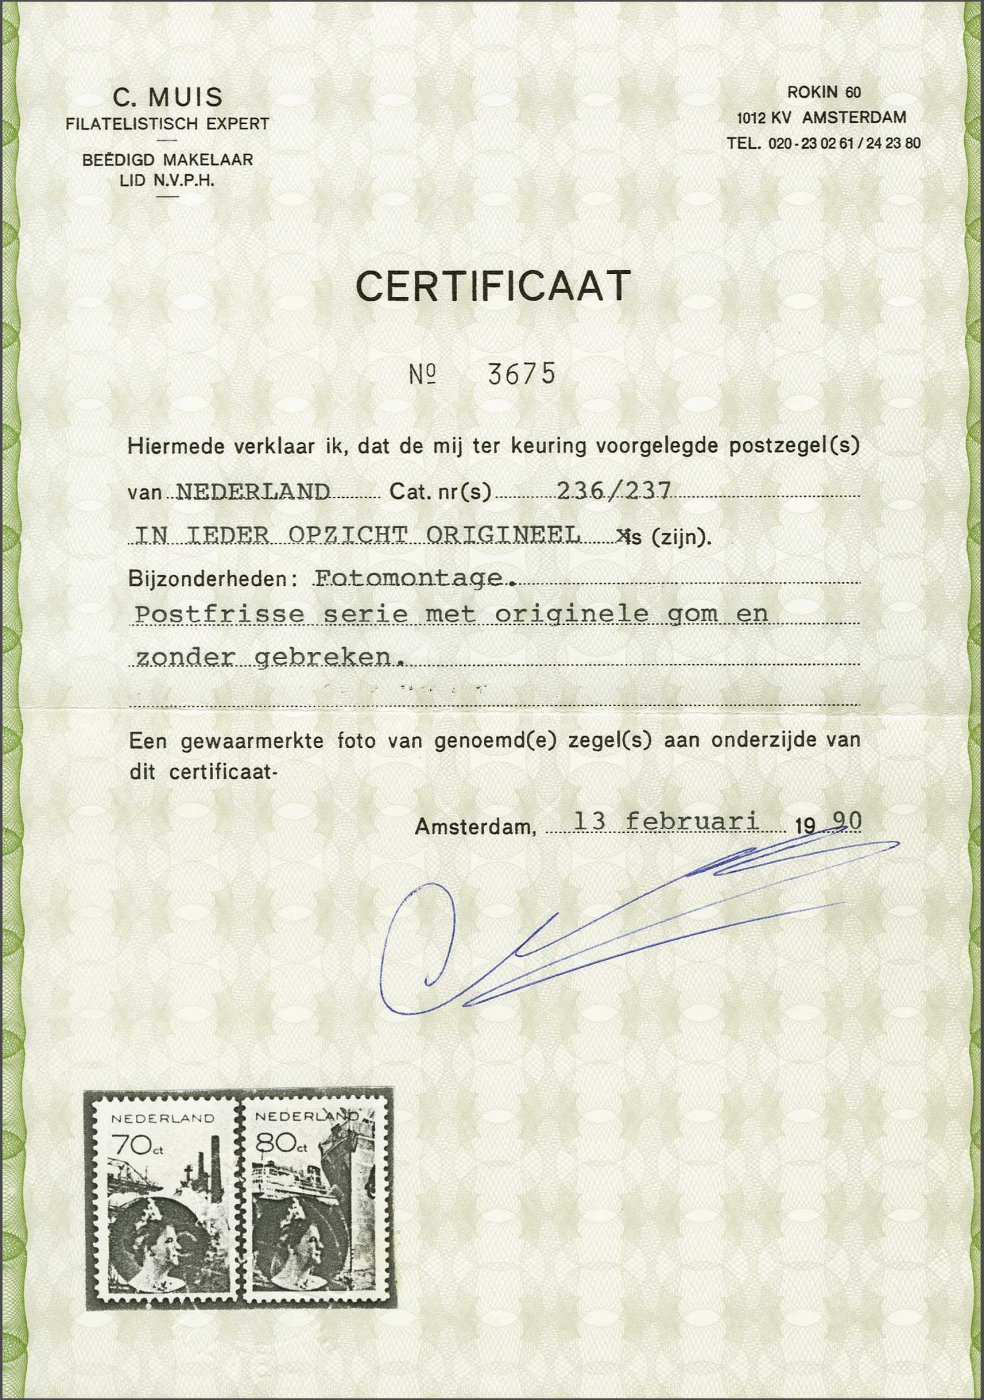 C. MUIS
FILATELISTISCH EXPERT
BEËDIGD MAKELAAR
LID N.V.P.H.
ROKIN 60
1012 KV AMSTERDAM
TEL. 020-23 02 61 / 24 23 80
CERTIFICAAT
Nº 3675
Hiermede verklaar ik, dat de mij ter keuring voorgelegde postzegel(s)
van NEDERLAND Cat. nr(s) 236/237
IN IEDER OPZICHT ORIGINEEL is (zijn).
Bijzonderheden: Fotomontage.
Postfrisse serie met originele gom en
zonder gebreken.
Een gewaarmerkte foto van genoemd(e) zegel(s) aan onderzijde van
dit certificaat-
Amsterdam, 13 februari 1990
NEDERLAND
70ct
NEDERLAND
80ct